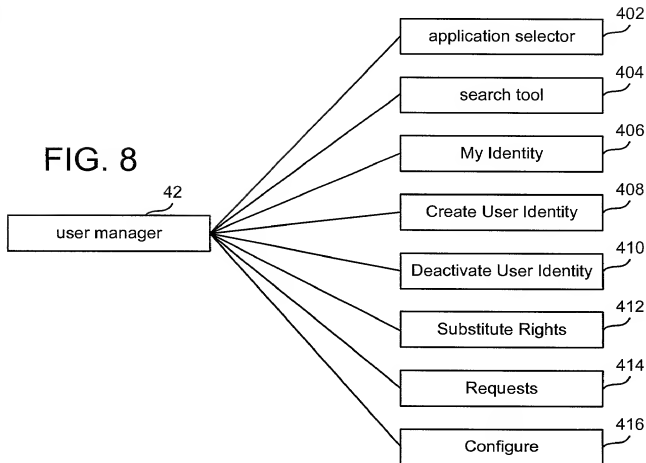 402
application selector
404
search tool
406
My Identity
FIG. 8
42
user manager
408
Create User Identity
410
Deactivate User Identity
412
Substitute Rights
414
Requests
416
Configure